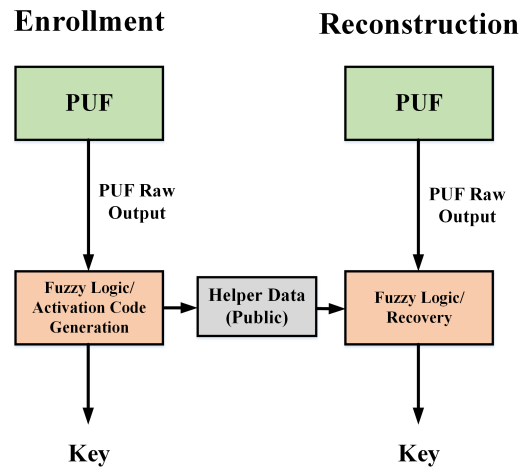 Enrollment
PUF
PUF Raw
Output
Fuzzy Logic/
Activation Code
Generation
Key
Helper Data
(Public)
Reconstruction
PUF
PUF Raw
Output
Fuzzy Logic/
Recovery
Key